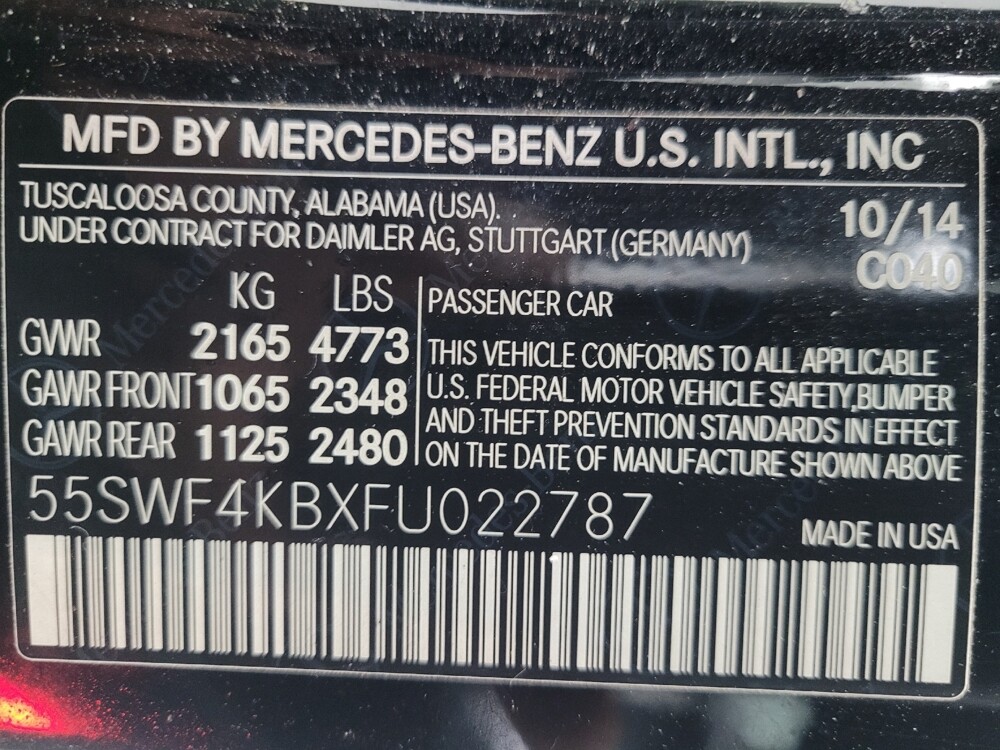 MFD BY MERCEDES-BENZ U.S. INTL., INC
TUSCALOOSA COUNTY, ALABAMA (USA).
UNDER CONTRACT FOR DAIMLER AG, STUTTGART (GERMANY)
10/14
C040
KG LBS
GVWR 2165 4773
GAWR FRONT 1065 2348
GAWR REAR 1125 2480
PASSENGER CAR
THIS VEHICLE CONFORMS TO ALL APPLICABLE
U.S. FEDERAL MOTOR VEHICLE SAFETY,BUMPER
AND THEFT PREVENTION STANDARDS IN EFFECT
ON THE DATE OF MANUFACTURE SHOWN ABOVE
55SWF4KBXFU022787
MADE IN USA